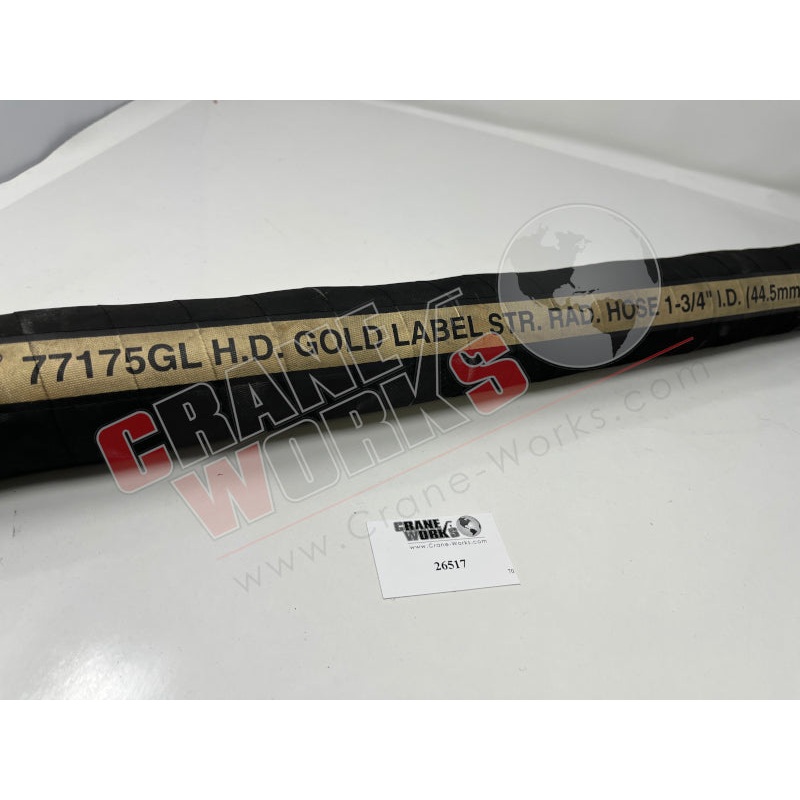 77175GL H.D. GOLD LABEL STR. RAD. HOSE 1-3/4" I.D. (44.5mm
CRANE
WORKS
www.Crane-Works.com
CRANE
WORKS
www.Crane-Works.com
26517
70